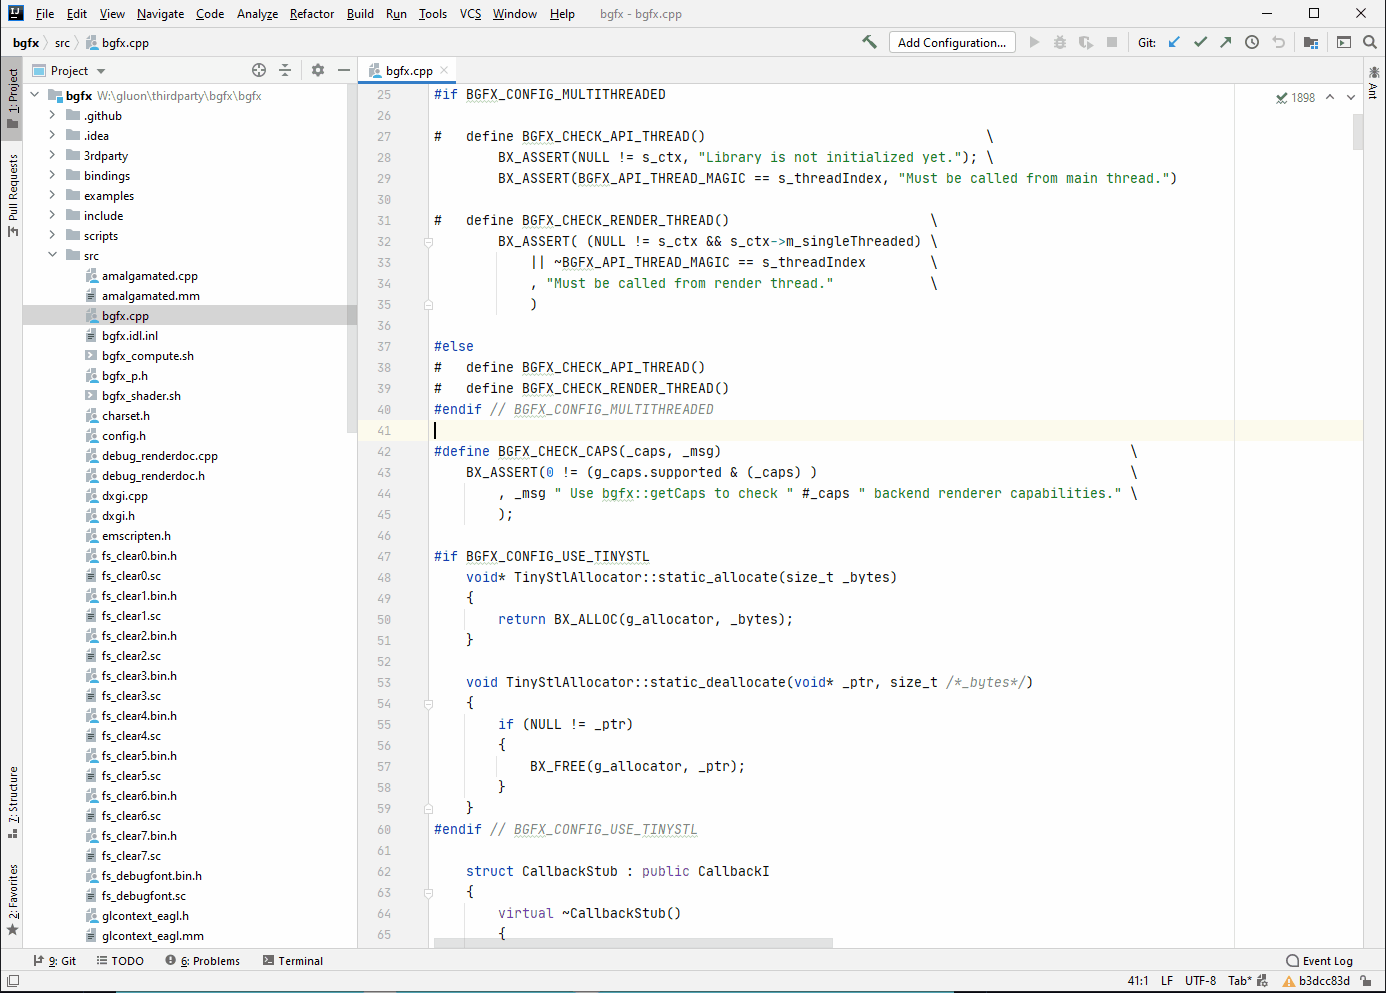 File Edit View Navigate Code Analyze Refactor Build Run Tools VCS Window Help bgfx - bgfx.cpp
bgfx src bgfx.cpp Add Configuration... Git:
Project
bgfx.cpp
1: Project
Pull Requests
7: Structure
2: Favorites
Ant
bgfx W:\gluon\thirdparty\bgfx\bgfx
.github
.idea
3rdparty
bindings
examples
include
scripts
src
amalgamated.cpp
amalgamated.mm
bgfx.cpp
bgfx.idl.inl
bgfx_compute.sh
bgfx_p.h
bgfx_shader.sh
charset.h
config.h
debug_renderdoc.cpp
debug_renderdoc.h
dxgi.cpp
dxgi.h
emscripten.h
fs_clear0.bin.h
fs_clear0.sc
fs_clear1.bin.h
fs_clear1.sc
fs_clear2.bin.h
fs_clear2.sc
fs_clear3.bin.h
fs_clear3.sc
fs_clear4.bin.h
fs_clear4.sc
fs_clear5.bin.h
fs_clear5.sc
fs_clear6.bin.h
fs_clear6.sc
fs_clear7.bin.h
fs_clear7.sc
fs_debugfont.bin.h
fs_debugfont.sc
glcontext_eagl.h
glcontext_eagl.mm
1898
25 #if BGFX_CONFIG_MULTITHREADED
26
27 #   define BGFX_CHECK_API_THREAD()                                   \
28         BX_ASSERT(NULL != s_ctx, "Library is not initialized yet."); \
29         BX_ASSERT(BGFX_API_THREAD_MAGIC == s_threadIndex, "Must be called from main thread.")
30
31 #   define BGFX_CHECK_RENDER_THREAD()                         \
32         BX_ASSERT( (NULL != s_ctx && s_ctx->m_singleThreaded) \
33             || ~BGFX_API_THREAD_MAGIC == s_threadIndex        \
34             , "Must be called from render thread."            \
35             )
36
37 #else
38 #   define BGFX_CHECK_API_THREAD()
39 #   define BGFX_CHECK_RENDER_THREAD()
40 #endif // BGFX_CONFIG_MULTITHREADED
41
42 #define BGFX_CHECK_CAPS(_caps, _msg)                                                   \
43     BX_ASSERT(0 != (g_caps.supported & (_caps) )                                       \
44         , _msg " Use bgfx::getCaps to check " #_caps " backend renderer capabilities." \
45         );
46
47 #if BGFX_CONFIG_USE_TINYSTL
48     void* TinyStlAllocator::static_allocate(size_t _bytes)
49     {
50         return BX_ALLOC(g_allocator, _bytes);
51     }
52
53     void TinyStlAllocator::static_deallocate(void* _ptr, size_t /*_bytes*/)
54     {
55         if (NULL != _ptr)
56         {
57             BX_FREE(g_allocator, _ptr);
58         }
59     }
60 #endif // BGFX_CONFIG_USE_TINYSTL
61
62     struct CallbackStub : public CallbackI
63     {
64         virtual ~CallbackStub()
65         {
9: Git TODO 6: Problems Terminal Event Log
41:1 LF UTF-8 Tab* b3dcc83d